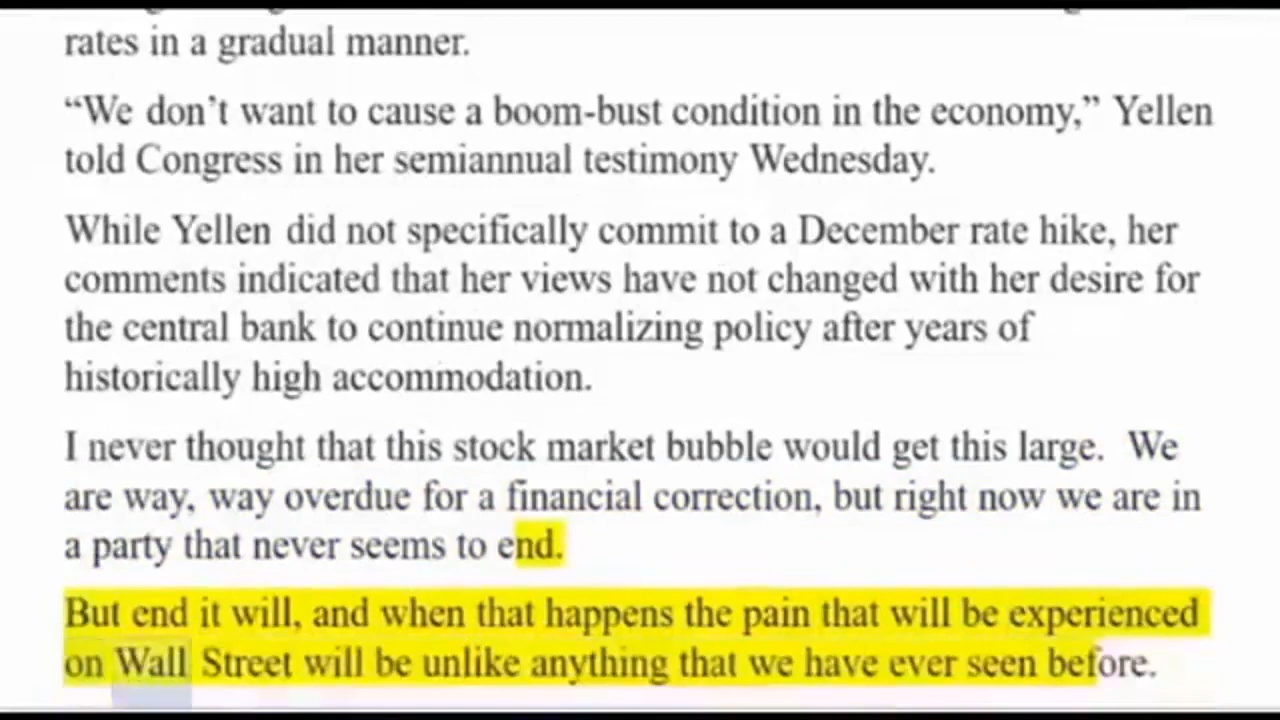 rates in a gradual manner.
“We don’t want to cause a boom-bust condition in the economy,” Yellen
told Congress in her semiannual testimony Wednesday.
While Yellen did not specifically commit to a December rate hike, her
comments indicated that her views have not changed with her desire for
the central bank to continue normalizing policy after years of
historically high accommodation.
I never thought that this stock market bubble would get this large. We
are way, way overdue for a financial correction, but right now we are in
a party that never seems to end.
But end it will, and when that happens the pain that will be experienced
on Wall Street will be unlike anything that we have ever seen before.